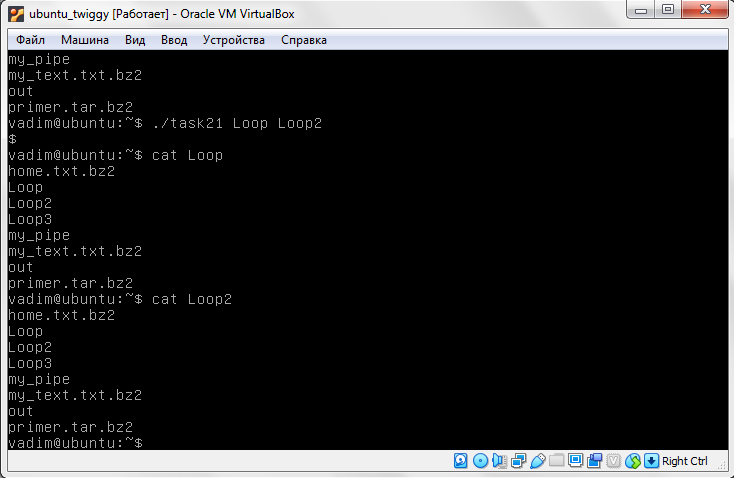 ubuntu_twiggy [Работает] - Oracle VM VirtualBox
Файл Машина Вид Ввод Устройства Справка
my_pipe
my_text.txt.bz2
out
primer.tar.bz2
vadim@ubuntu:~$ ./task21 Loop Loop2
$
vadim@ubuntu:~$ cat Loop
home.txt.bz2
Loop
Loop2
Loop3
my_pipe
my_text.txt.bz2
out
primer.tar.bz2
vadim@ubuntu:~$ cat Loop2
home.txt.bz2
Loop
Loop2
Loop3
my_pipe
my_text.txt.bz2
out
primer.tar.bz2
vadim@ubuntu:~$
Right Ctrl